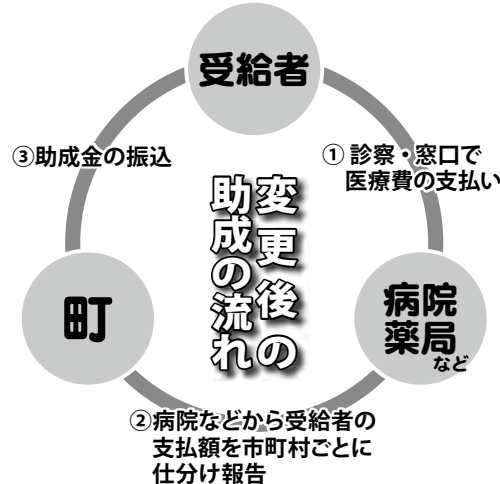 受給者
① 診察・窓口で
医療費の支払い
病院
薬局
など
②病院などから受給者の
支払額を市町村ごとに
仕分け報告
町
③助成金の振込
変更後の
助成の流れ